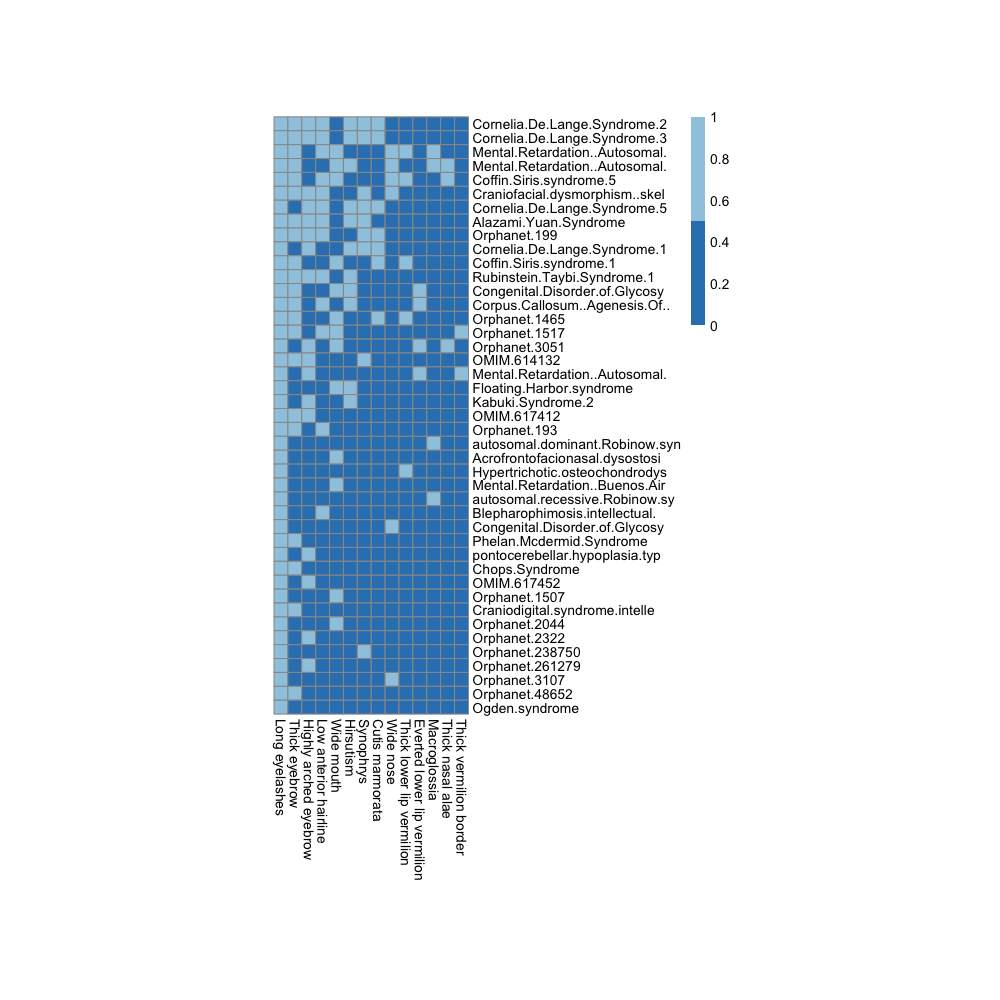 Cornelia.De.Lange.Syndrome.2
Cornelia.De.Lange.Syndrome.3
Mental.Retardation..Autosomal.
Mental.Retardation..Autosomal.
Coffin.Siris.syndrome.5
Craniofacial.dysmorphism..skel
Cornelia.De.Lange.Syndrome.5
Alazami.Yuan.Syndrome
Orphanet.199
Cornelia.De.Lange.Syndrome.1
Coffin.Siris.syndrome.1
Rubinstein.Taybi.Syndrome.1
Congenital.Disorder.of.Glycosy
Corpus.Callosum..Agenesis.Of..
Orphanet.1465
Orphanet.1517
Orphanet.3051
OMIM.614132
Mental.Retardation..Autosomal.
Floating.Harbor.syndrome
Kabuki.Syndrome.2
OMIM.617412
Orphanet.193
autosomal.dominant.Robinow.syn
Acrofrontofacionasal.dysostosi
Hypertrichotic.osteochondrodys
Mental.Retardation..Buenos.Air
autosomal.recessive.Robinow.sy
Blepharophimosis.intellectual.
Congenital.Disorder.of.Glycosy
Phelan.Mcdermid.Syndrome
pontocerebellar.hypoplasia.typ
Chops.Syndrome
OMIM.617452
Orphanet.1507
Craniodigital.syndrome.intelle
Orphanet.2044
Orphanet.2322
Orphanet.238750
Orphanet.261279
Orphanet.3107
Orphanet.48652
Ogden.syndrome
1
0.8
0.6
0.4
0.2
0
Long eyelashes
Thick eyebrow
Highly arched eyebrow
Low anterior hairline
Wide mouth
Hirsutism
Synophrys
Cutis marmorata
Wide nose
Thick lower lip vermilion
Everted lower lip vermilion
Macroglossia
Thick nasal alae
Thick vermilion border